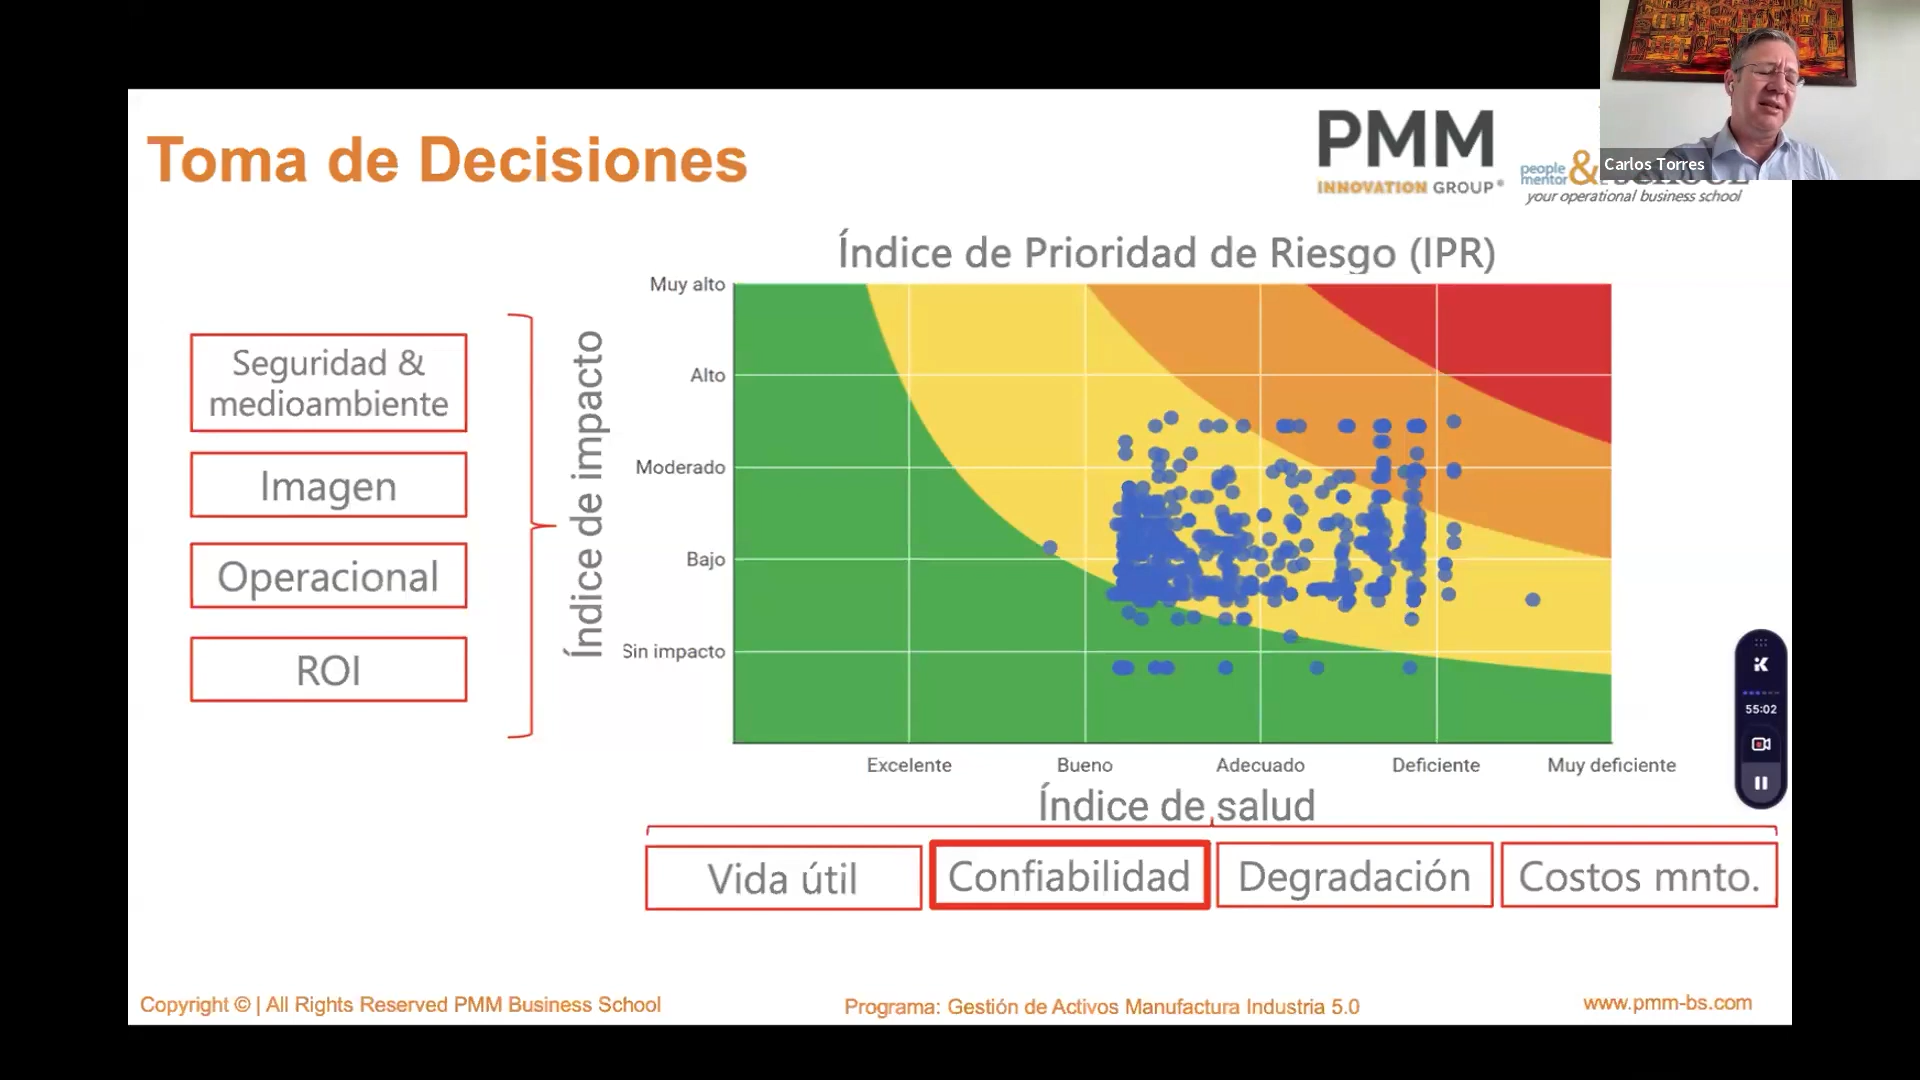 Toma de Decisiones
PMM
INNOVATION GROUP®
people
mentor &
SCHOOL
your operational business school
Carlos Torres
Índice de Prioridad de Riesgo (IPR)
Seguridad &
medioambiente
Imagen
Operacional
ROI
Índice de impacto
Muy alto
Alto
Moderado
Bajo
Sin impacto
Excelente
Bueno
Adecuado
Deficiente
Muy deficiente
Índice de salud
Vida útil
Confiabilidad
Degradación
Costos mnto.
55:02
Copyright © | All Rights Reserved PMM Business School
Programa: Gestión de Activos Manufactura Industria 5.0
www.pmm-bs.com